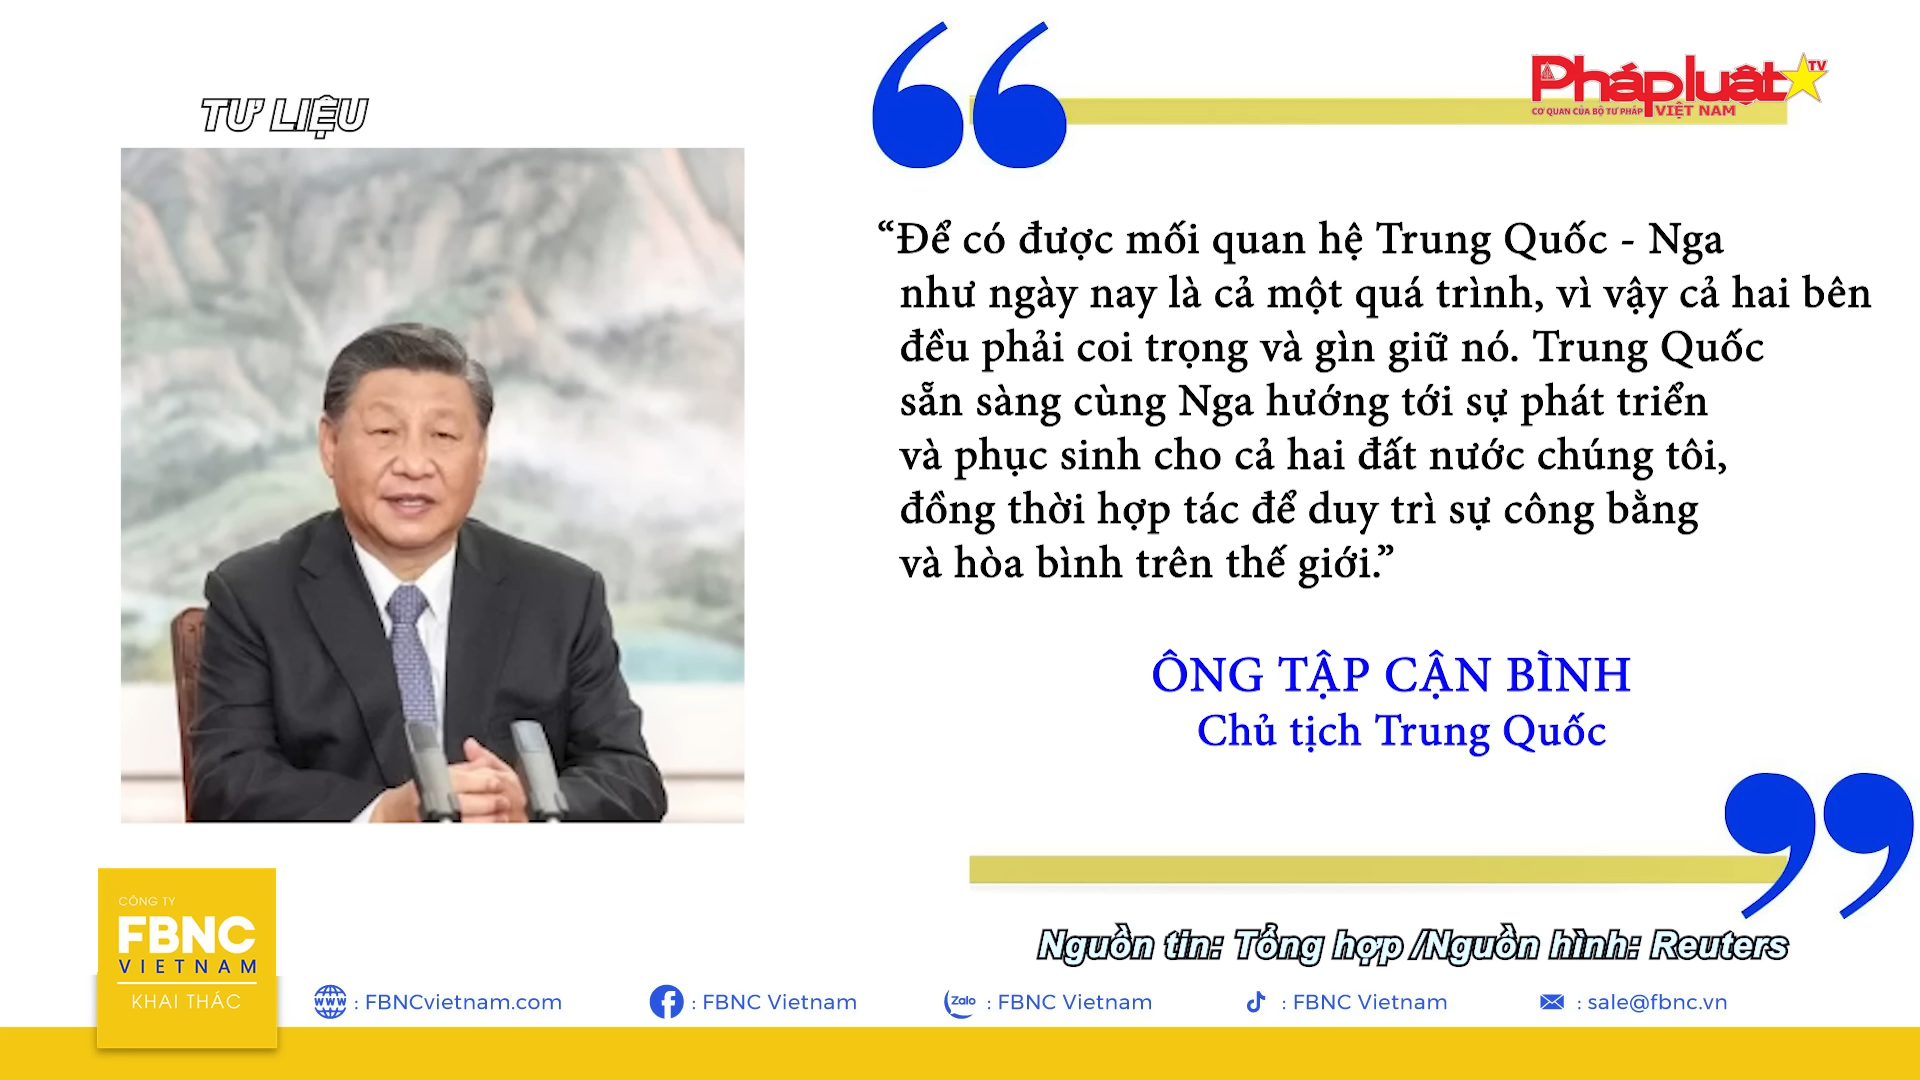 TƯ LIỆU
Pháp luật TV
CƠ QUAN CỦA BỘ TƯ PHÁP VIỆT NAM
“Để có được mối quan hệ Trung Quốc - Nga
như ngày nay là cả một quá trình, vì vậy cả hai bên
đều phải coi trọng và gìn giữ nó. Trung Quốc
sẵn sàng cùng Nga hướng tới sự phát triển
và phục sinh cho cả hai đất nước chúng tôi,
đồng thời hợp tác để duy trì sự công bằng
và hòa bình trên thế giới.”
ÔNG TẬP CẬN BÌNH
Chủ tịch Trung Quốc
Nguồn tin: Tổng hợp /Nguồn hình: Reuters
CÔNG TY
FBNC
VIETNAM
KHAI THÁC
www : FBNCvietnam.com
: FBNC Vietnam
Zalo : FBNC Vietnam
: FBNC Vietnam
: sale@fbnc.vn